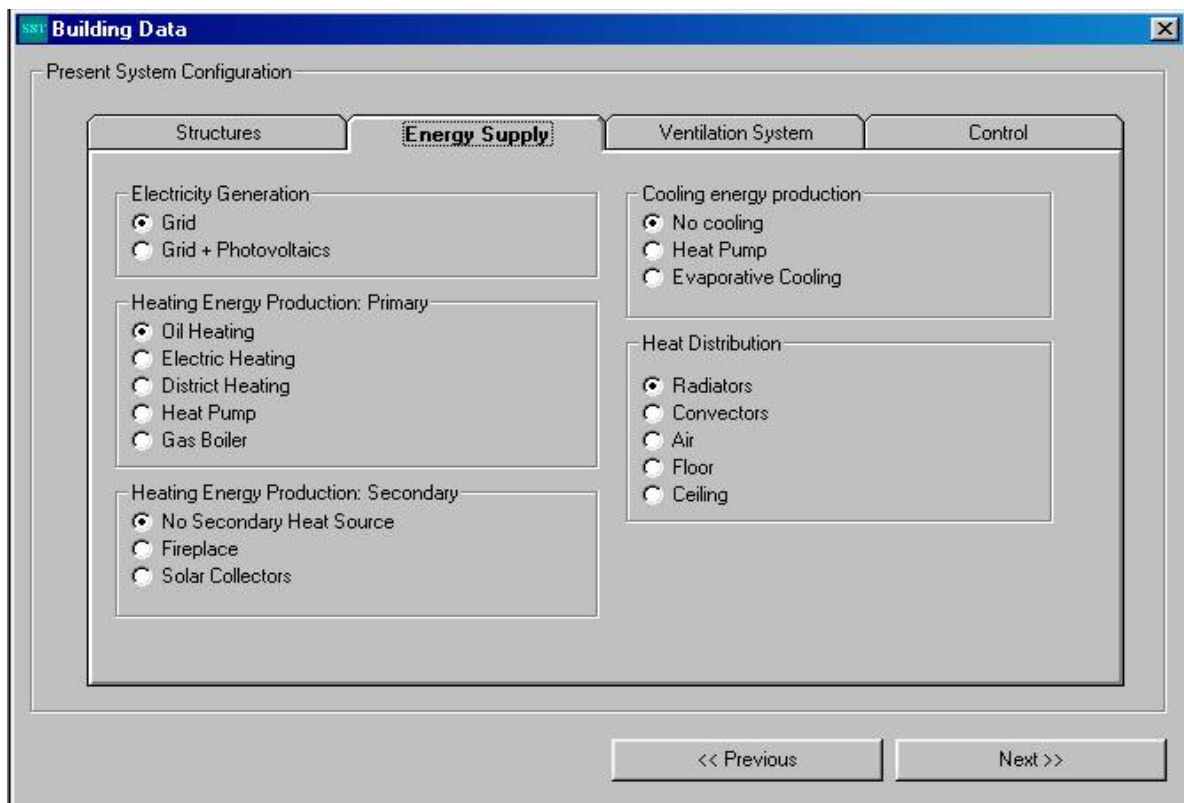 SST Building Data
Present System Configuration
Structures
Energy Supply
Ventilation System
Control
Electricity Generation
Grid
Grid + Photovoltaics
Heating Energy Production: Primary
Oil Heating
Electric Heating
District Heating
Heat Pump
Gas Boiler
Heating Energy Production: Secondary
No Secondary Heat Source
Fireplace
Solar Collectors
Cooling energy production
No cooling
Heat Pump
Evaporative Cooling
Heat Distribution
Radiators
Convectors
Air
Floor
Ceiling
<< Previous
Next >>